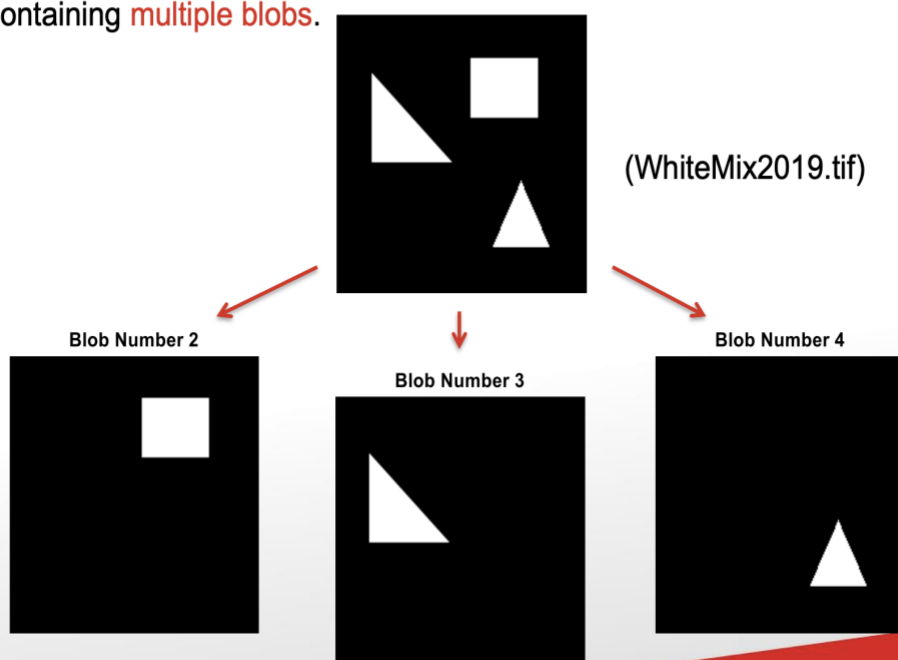 ontaining multiple blobs.
(WhiteMix2019.tif)
Blob Number 2
Blob Number 3
Blob Number 4